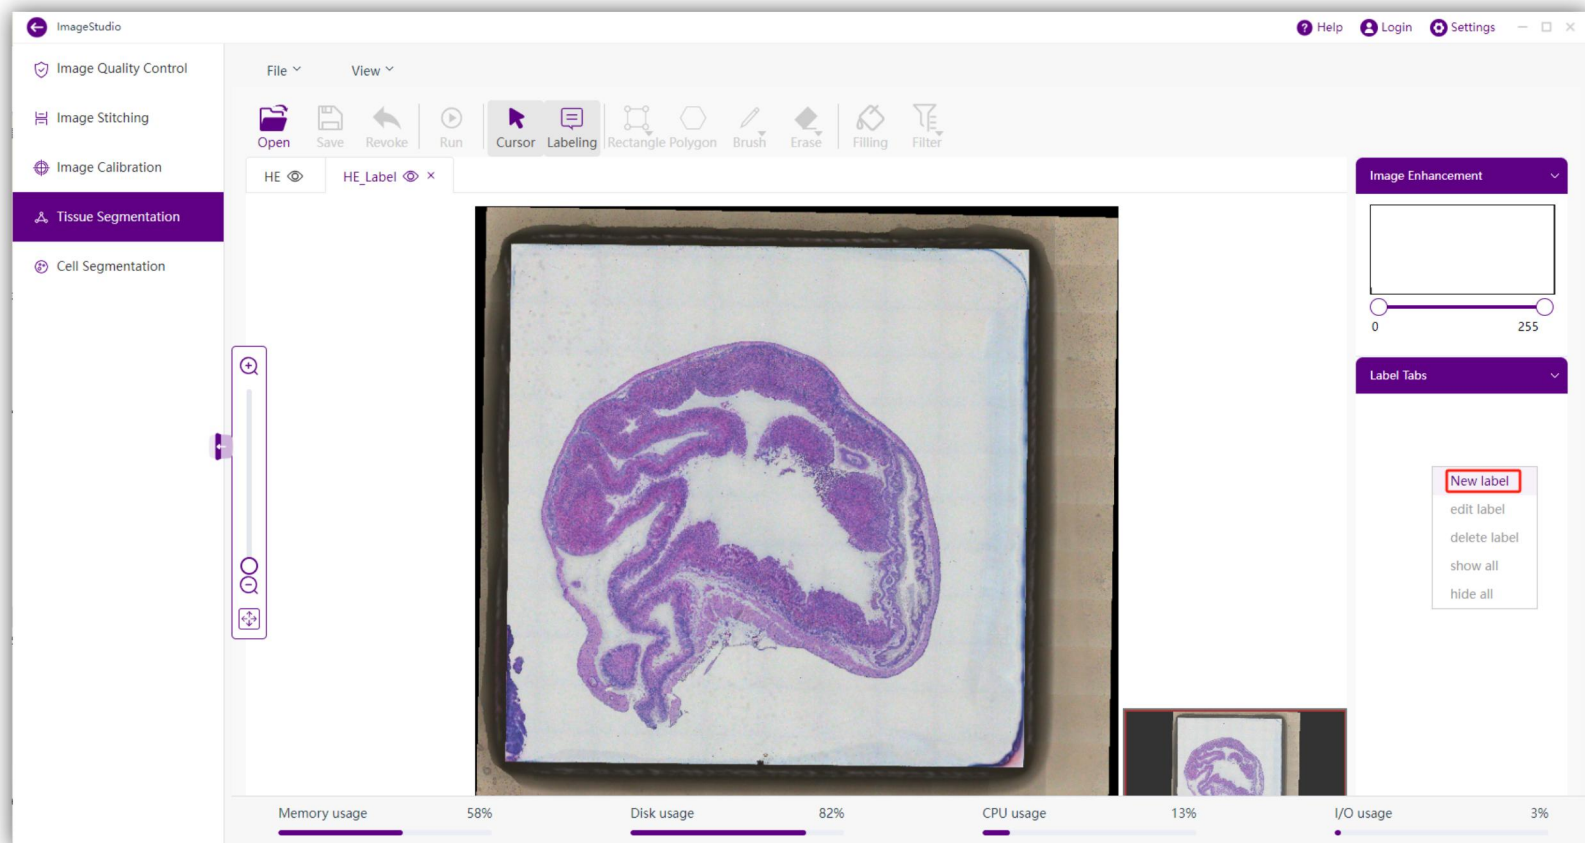 ImageStudio
Help Login Settings
Image Quality Control
Image Stitching
Image Calibration
Tissue Segmentation
Cell Segmentation
File View
Open Save Revoke Run Cursor Labeling Rectangle Polygon Brush Erase Filling Filter
HE HE_Label ×
Image Enhancement
0 255
Label Tabs
New label
edit label
delete label
show all
hide all
Memory usage 58% Disk usage 82% CPU usage 13% I/O usage 3%